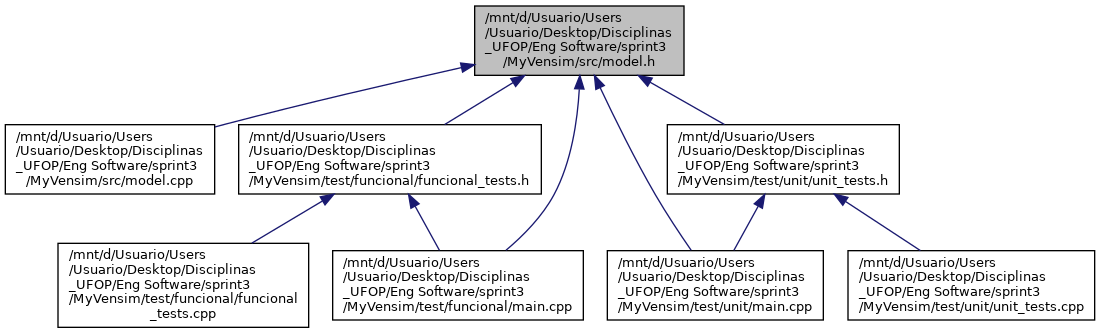 /mnt/d/Usuario/Users
/Usuario/Desktop/Disciplinas
_UFOP/Eng Software/sprint3
/MyVensim/src/model.h
/mnt/d/Usuario/Users
/Usuario/Desktop/Disciplinas
_UFOP/Eng Software/sprint3
/MyVensim/src/model.cpp
/mnt/d/Usuario/Users
/Usuario/Desktop/Disciplinas
_UFOP/Eng Software/sprint3
/MyVensim/test/funcional/funcional_tests.h
/mnt/d/Usuario/Users
/Usuario/Desktop/Disciplinas
_UFOP/Eng Software/sprint3
/MyVensim/test/unit/unit_tests.h
/mnt/d/Usuario/Users
/Usuario/Desktop/Disciplinas
_UFOP/Eng Software/sprint3
/MyVensim/test/funcional/funcional
_tests.cpp
/mnt/d/Usuario/Users
/Usuario/Desktop/Disciplinas
_UFOP/Eng Software/sprint3
/MyVensim/test/funcional/main.cpp
/mnt/d/Usuario/Users
/Usuario/Desktop/Disciplinas
_UFOP/Eng Software/sprint3
/MyVensim/test/unit/main.cpp
/mnt/d/Usuario/Users
/Usuario/Desktop/Disciplinas
_UFOP/Eng Software/sprint3
/MyVensim/test/unit/unit_tests.cpp